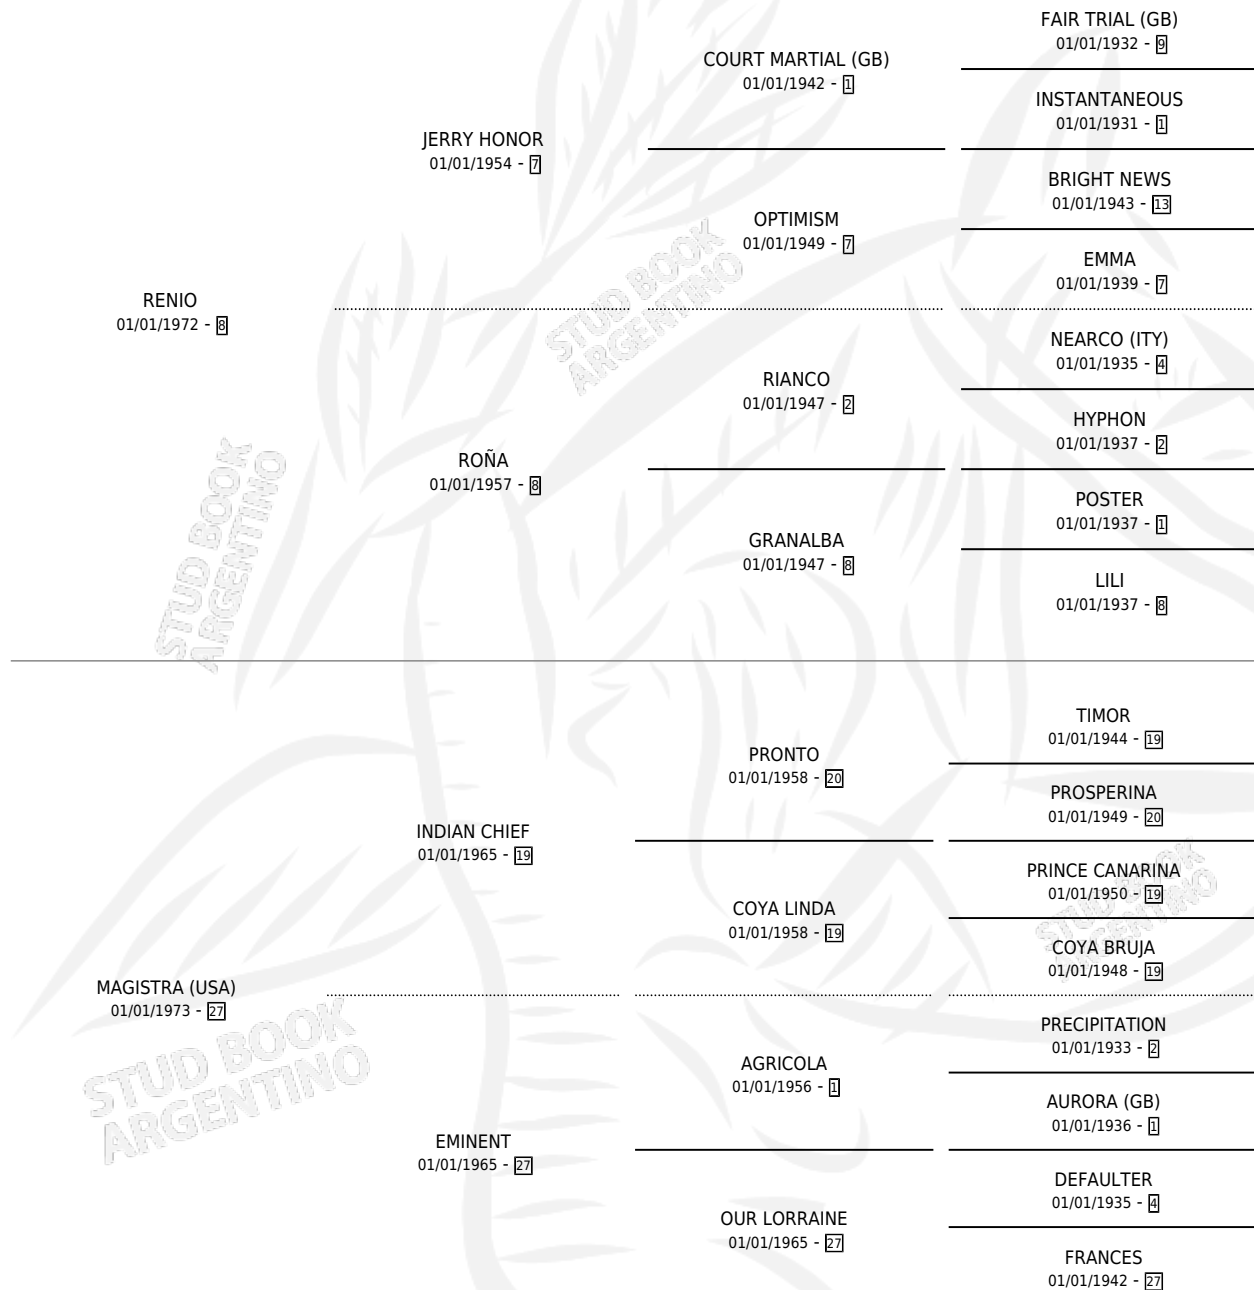 FAIR TRIAL (GB)
01/01/1932 - 9
COURT MARTIAL (GB)
01/01/1942 - 1
INSTANTANEOUS
01/01/1931 - 1
JERRY HONOR
01/01/1954 - 7
BRIGHT NEWS
01/01/1943 - 13
OPTIMISM
01/01/1949 - 7
EMMA
01/01/1939 - 7
RENIO
01/01/1972 - 8
NEARCO (ITY)
01/01/1935 - 4
RIANCO
01/01/1947 - 2
HYPHON
01/01/1937 - 2
ROÑA
01/01/1957 - 8
POSTER
01/01/1937 - 1
GRANALBA
01/01/1947 - 8
LILI
01/01/1937 - 8
TIMOR
01/01/1944 - 19
PRONTO
01/01/1958 - 20
PROSPERINA
01/01/1949 - 20
INDIAN CHIEF
01/01/1965 - 19
PRINCE CANARINA
01/01/1950 - 19
COYA LINDA
01/01/1958 - 19
COYA BRUJA
01/01/1948 - 19
MAGISTRA (USA)
01/01/1973 - 27
PRECIPITATION
01/01/1933 - 2
AGRICOLA
01/01/1956 - 1
AURORA (GB)
01/01/1936 - 1
EMINENT
01/01/1965 - 27
DEFAULTER
01/01/1935 - 4
OUR LORRAINE
01/01/1965 - 27
FRANCES
01/01/1942 - 27
STUD BOOK
ARGENTINO
STUD BOOK
ARGENTINO
STUD BOOK
ARGENTINO
STUD BOOK
ARGENTINO